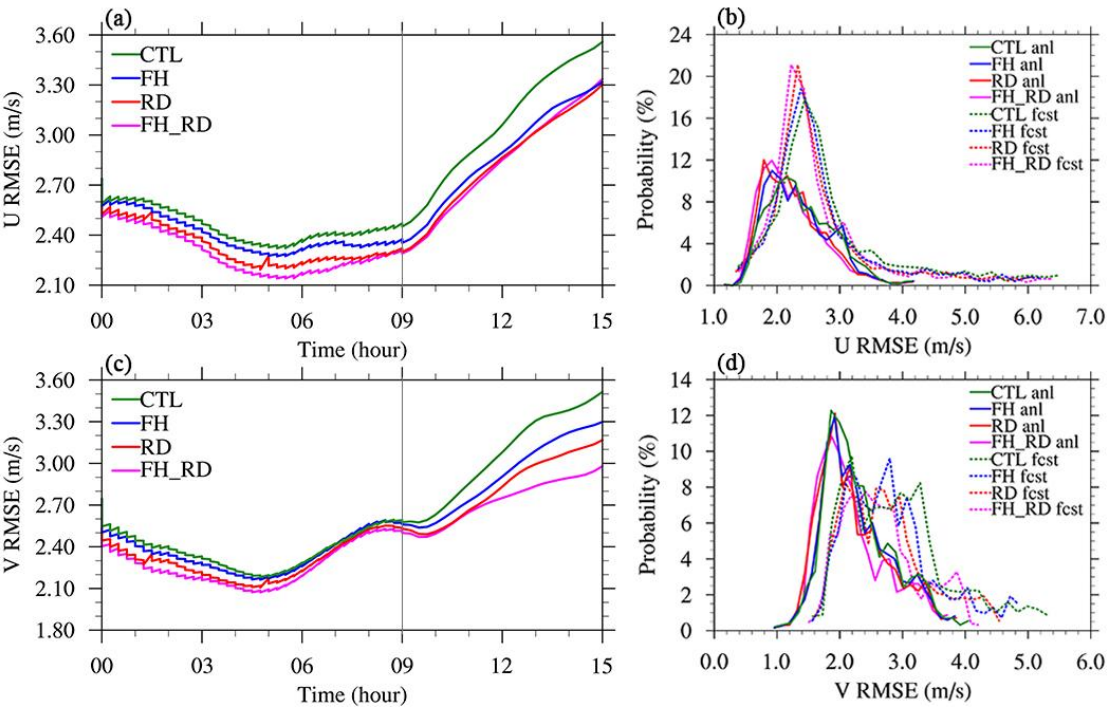 (a)
3.60
3.30
3.00
2.70
2.40
2.10
U RMSE (m/s)
CTL
FH
RD
FH_RD
00 03 06 09 12 15
Time (hour)
(b)
24
20
16
12
8
4
0
Probability (%)
CTL anl
FH anl
RD anl
FH_RD anl
CTL fcst
FH fcst
RD fcst
FH_RD fcst
1.0 2.0 3.0 4.0 5.0 6.0 7.0
U RMSE (m/s)
(c)
3.60
3.30
3.00
2.70
2.40
2.10
1.80
V RMSE (m/s)
CTL
FH
RD
FH_RD
00 03 06 09 12 15
Time (hour)
(d)
14
12
10
8
6
4
2
0
Probability (%)
CTL anl
FH anl
RD anl
FH_RD anl
CTL fcst
FH fcst
RD fcst
FH_RD fcst
0.0 1.0 2.0 3.0 4.0 5.0 6.0
V RMSE (m/s)